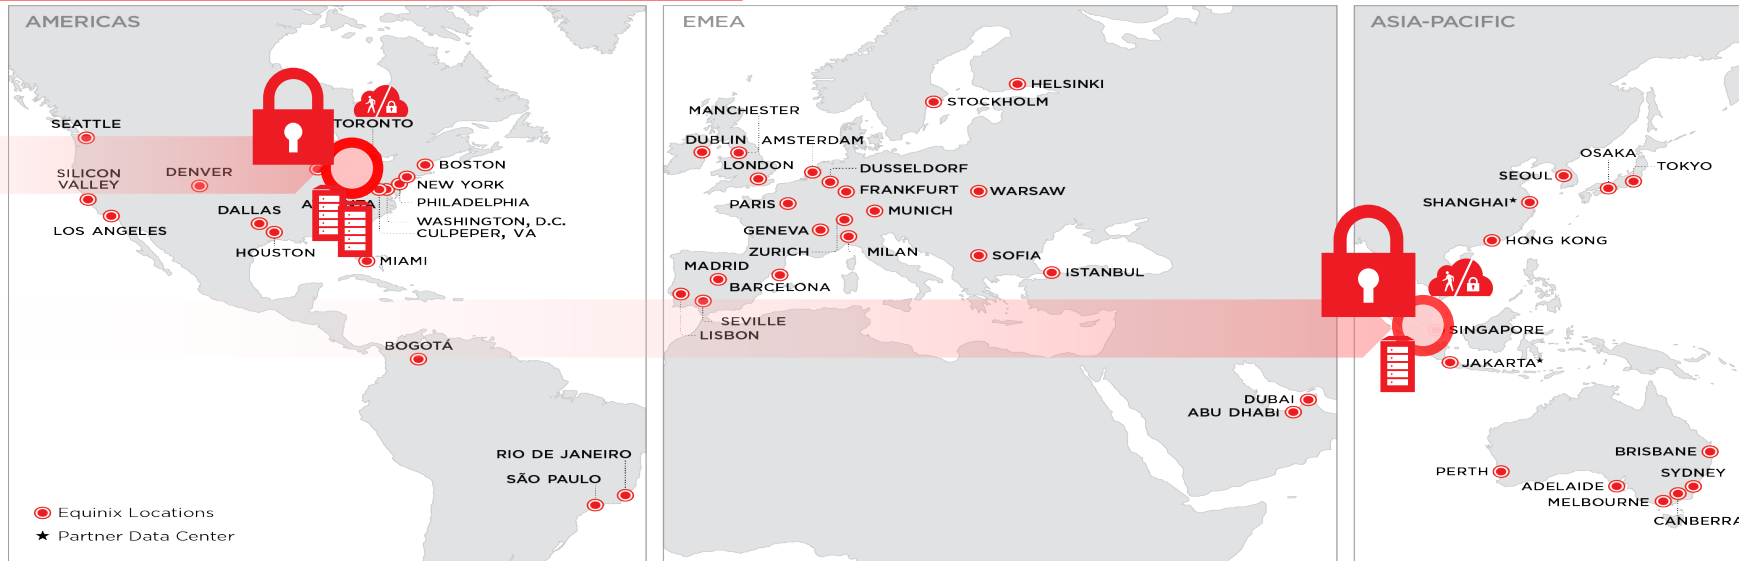 AMERICAS
SEATTLE
TORONTO
SILICON
VALLEY
DENVER
BOSTON
NEW YORK
PHILADELPHIA
DALLAS
WASHINGTON, D.C.
CULPEPER, VA
LOS ANGELES
HOUSTON
MIAMI
BOGOTÁ
RIO DE JANEIRO
SÃO PAULO
Equinix Locations
★ Partner Data Center
EMEA
HELSINKI
STOCKHOLM
MANCHESTER
DUBLIN
AMSTERDAM
LONDON
DUSSELDORF
FRANKFURT
WARSAW
PARIS
MUNICH
GENEVA
ZURICH
MILAN
SOFIA
MADRID
ISTANBUL
BARCELONA
SEVILLE
LISBON
DUBAI
ABU DHABI
ASIA-PACIFIC
OSAKA
TOKYO
SEOUL
SHANGHAI★
HONG KONG
SINGAPORE
JAKARTA★
BRISBANE
PERTH
SYDNEY
ADELAIDE
MELBOURNE
CANBERRA